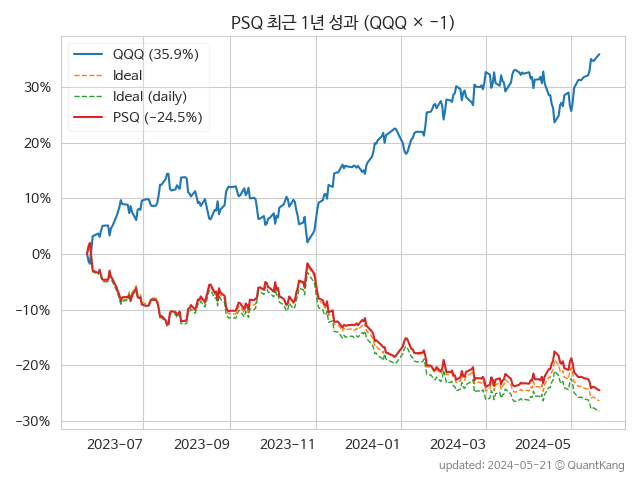 PSQ 최근 1년 성과 (QQQ × −1)
QQQ (35.9%)
Ideal
Ideal (daily)
PSQ (−24.5%)
30%
20%
10%
0%
−10%
−20%
−30%
2023-07
2023-09
2023-11
2024-01
2024-03
2024-05
updated: 2024-05-21 © QuantKang